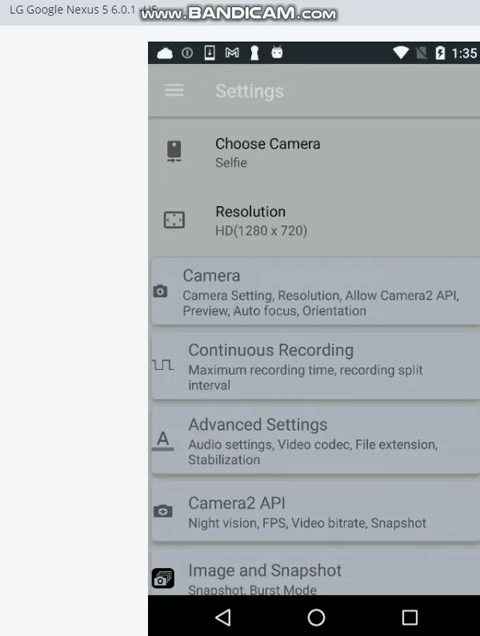 LG Google Nexus 5 6.0.1
www.BANDICAM.com
1:35
Settings
Choose Camera
Selfie
Resolution
HD(1280 x 720)
Camera
Camera Setting, Resolution, Allow Camera2 API,
Preview, Auto focus, Orientation
Continuous Recording
Maximum recording time, recording split
interval
Advanced Settings
Audio settings, Video codec, File extension,
Stabilization
A
Camera2 API
Night vision, FPS, Video bitrate, Snapshot
Image and Snapshot
Snapshot, Burst Mode